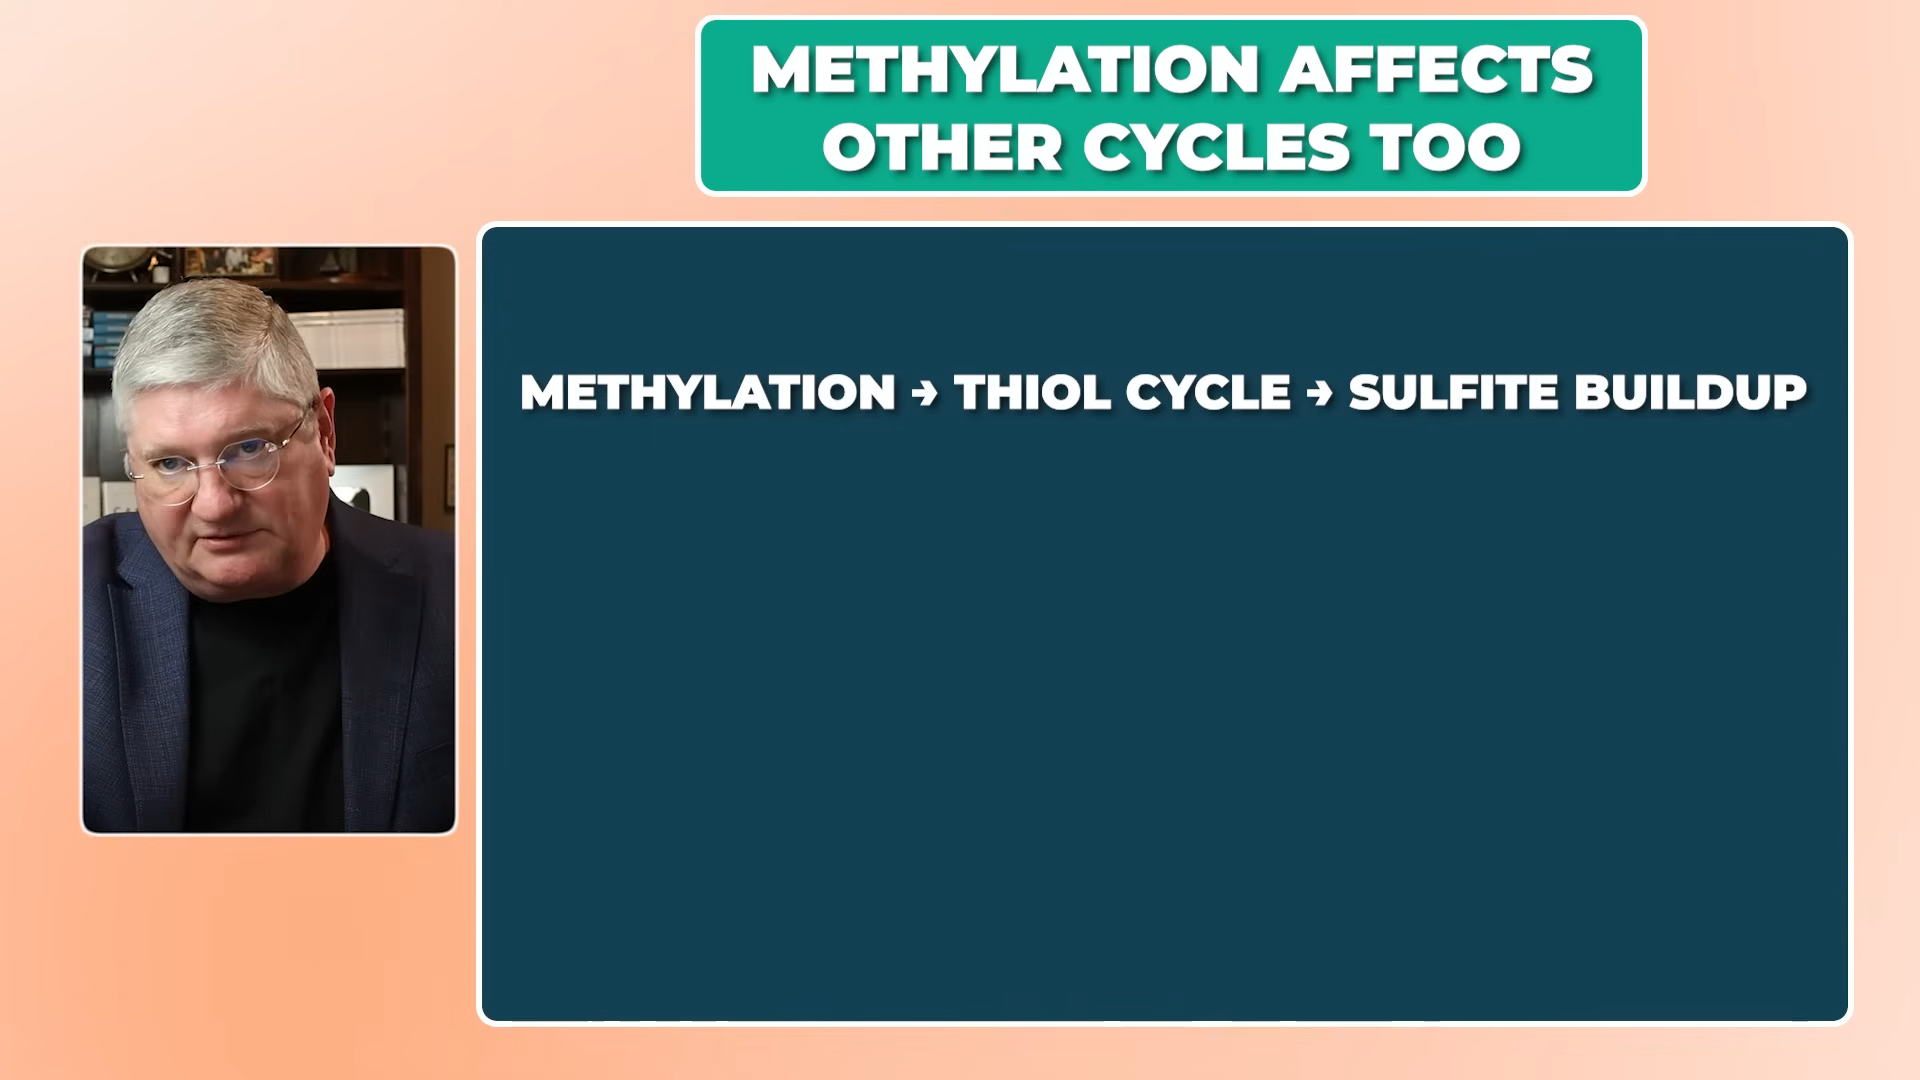 METHYLATION AFFECTS
OTHER CYCLES TOO
METHYLATION → THIOL CYCLE → SULFITE BUILDUP